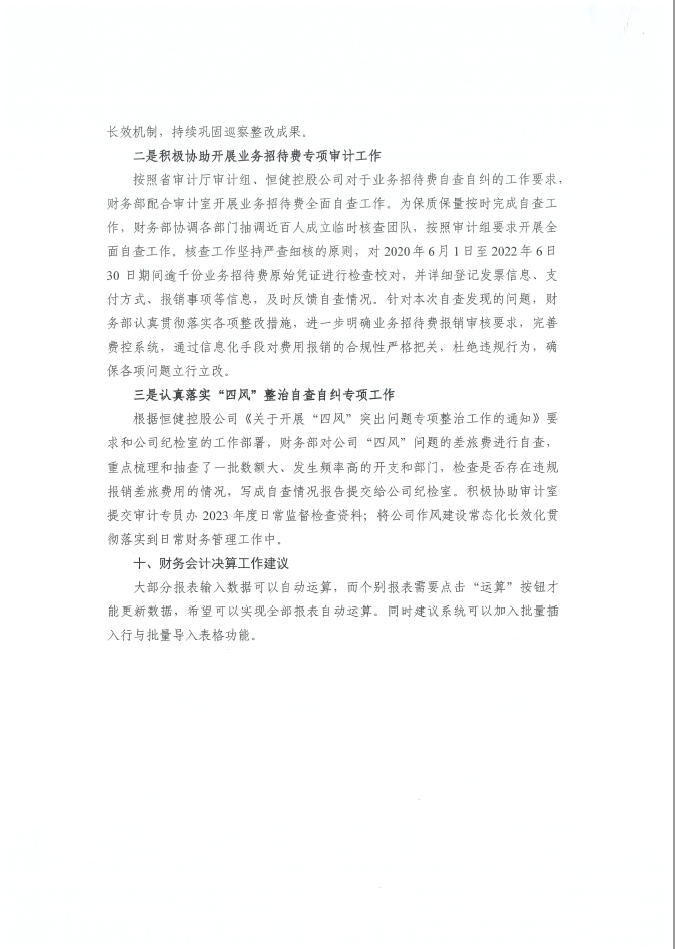 长效机制，持续巩固巡察整改成果。
二是积极协助开展业务招待费专项审计工作
按照省审计厅审计组、恒健控股公司对于业务招待费自查自纠的工作要求，
财务部配合审计室开展业务招待费全面自查工作。为保质保量按时完成自查工
作，财务部协调各部门抽调近百人成立临时核查团队，按照审计组要求开展全
面自查工作。核查工作坚持严查细核的原则，对 2020 年 6 月 1 日至 2022 年 6 日
30 日期间逾千份业务招待费原始凭证进行检查校对，并详细登记发票信息、支
付方式、报销事项等信息，及时反馈自查情况。针对本次自查发现的问题，财
务部认真贯彻落实各项整改措施，进一步明确业务招待费报销审核要求，完善
费控系统，通过信息化手段对费用报销的合规性严格把关，杜绝违规行为，确
保各项问题立行立改。
三是认真落实“四风”整治自查自纠专项工作
根据恒健控股公司《关于开展“四风”突出问题专项整治工作的通知》要
求和公司纪检室的工作部署，财务部对公司“四风”问题的差旅费进行自查，
重点梳理和抽查了一批数额大、发生频率高的开支和部门，检查是否存在违规
报销差旅费用的情况，写成自查情况报告提交给公司纪检室。积极协助审计室
提交审计专员办 2023 年度日常监督检查资料；将公司作风建设常态化长效化贯
彻落实到日常财务管理工作中。
十、财务会计决算工作建议
大部分报表输入数据可以自动运算，而个别报表需要点击“运算”按钮才
能更新数据，希望可以实现全部报表自动运算。同时建议系统可以加入批量插
入行与批量导入表格功能。